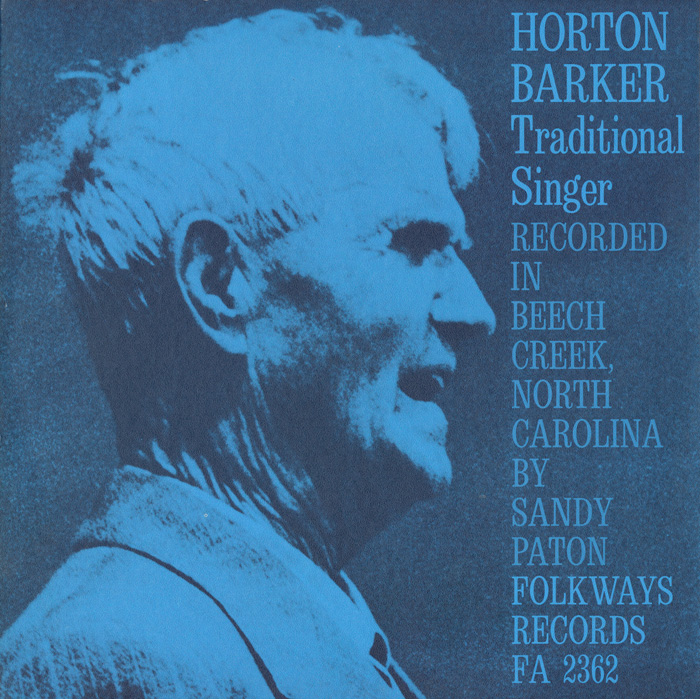 HORTON
BARKER
Traditional
Singer
RECORDED
IN
BEECH
CREEK,
NORTH
CAROLINA
BY
SANDY
PATON
FOLKWAYS
RECORDS
FA 2362